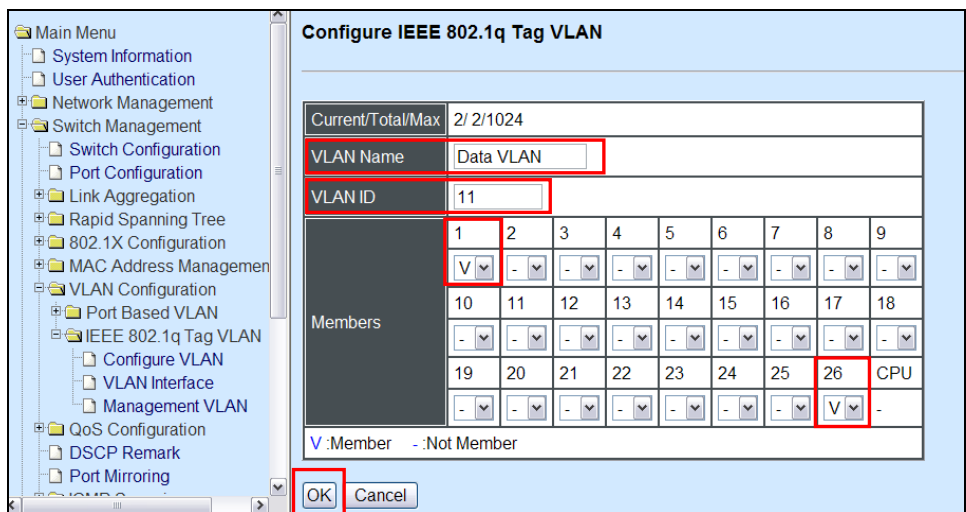 Main Menu
System Information
User Authentication
Network Management
Switch Management
Switch Configuration
Port Configuration
Link Aggregation
Rapid Spanning Tree
802.1X Configuration
MAC Address Managemen
VLAN Configuration
Port Based VLAN
IEEE 802.1q Tag VLAN
Configure VLAN
VLAN Interface
Management VLAN
QoS Configuration
DSCP Remark
Port Mirroring
Configure IEEE 802.1q Tag VLAN
Current/Total/Max 2/ 2/1024
VLAN Name Data VLAN
VLAN ID 11
Members
1 2 3 4 5 6 7 8 9
V - - - - - - - -
10 11 12 13 14 15 16 17 18
- - - - - - - - -
19 20 21 22 23 24 25 26 CPU
- - - - - - - V -
V :Member - :Not Member
OK Cancel